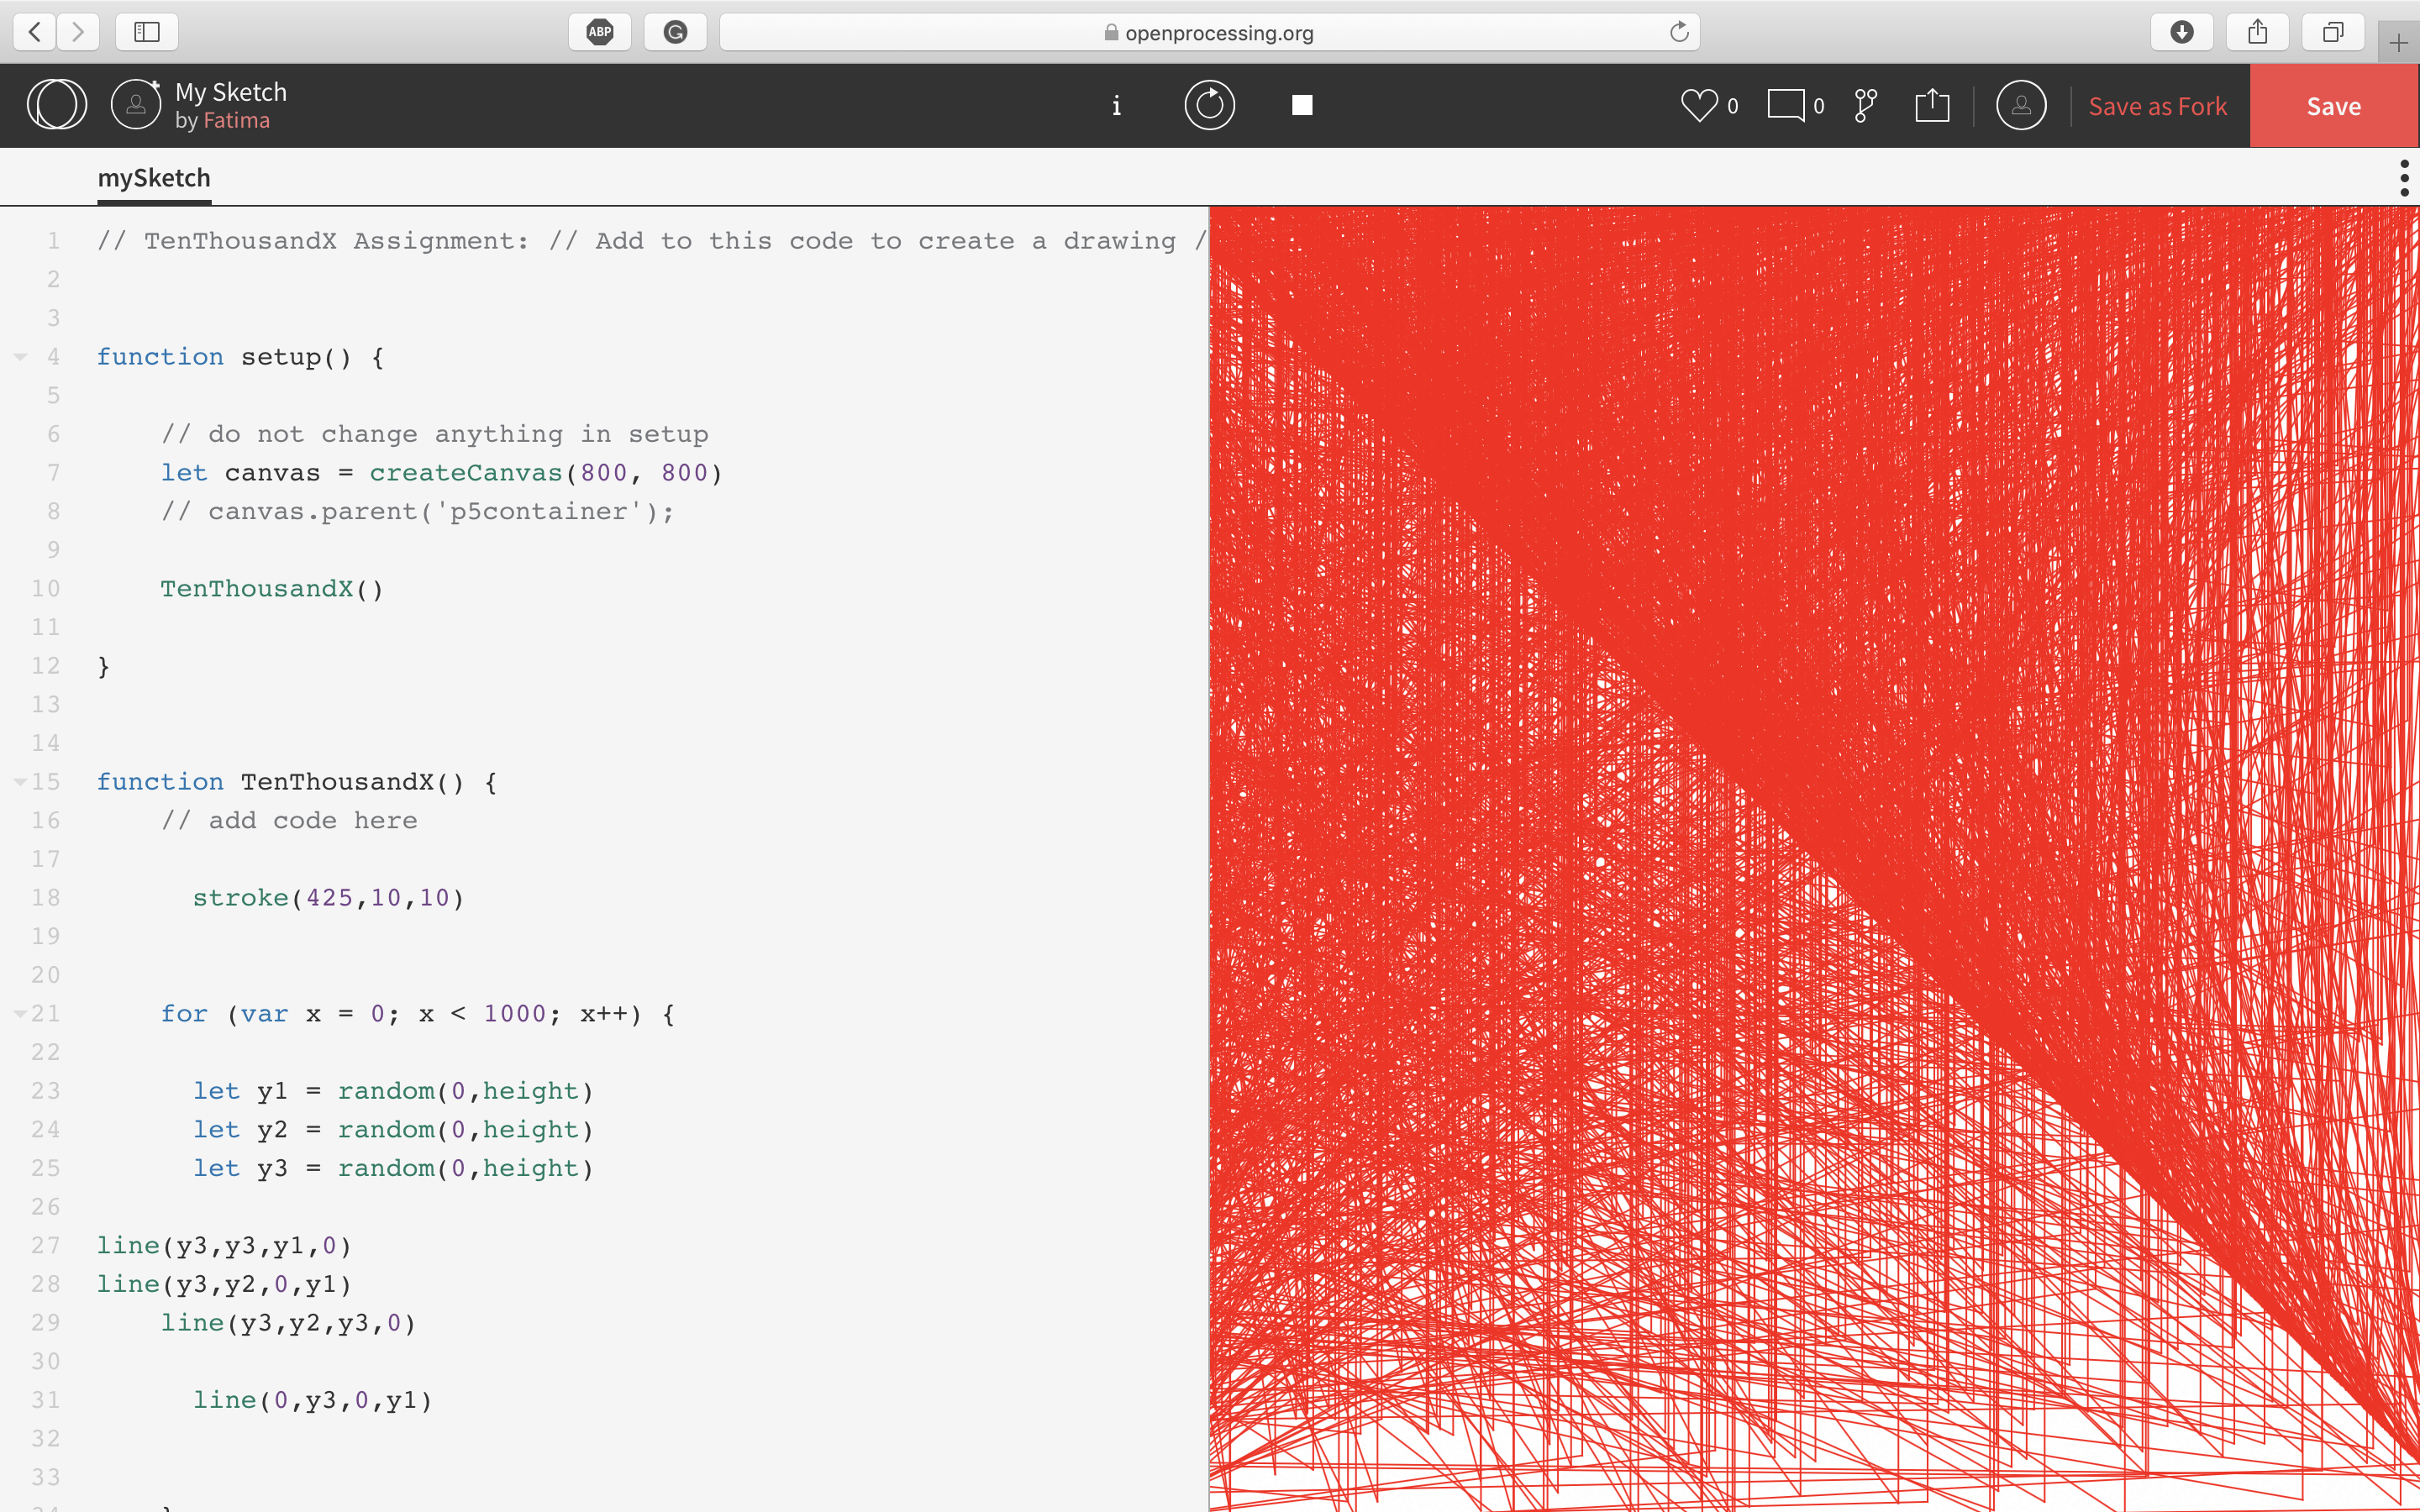 ABP
G
openprocessing.org
My Sketch
by Fatima
i
0
0
Save as Fork
Save
mySketch
1 // TenThousandX Assignment: // Add to this code to create a drawing /
2
3
4 function setup() {
5
6 // do not change anything in setup
7 let canvas = createCanvas(800, 800)
8 // canvas.parent('p5container');
9
10 TenThousandX()
11
12 }
13
14
15 function TenThousandX() {
16 // add code here
17
18 stroke(425,10,10)
19
20
21 for (var x = 0; x < 1000; x++) {
22
23 let y1 = random(0,height)
24 let y2 = random(0,height)
25 let y3 = random(0,height)
26
27 line(y3,y3,y1,0)
28 line(y3,y2,0,y1)
29 line(y3,y2,y3,0)
30
31 line(0,y3,0,y1)
32
33